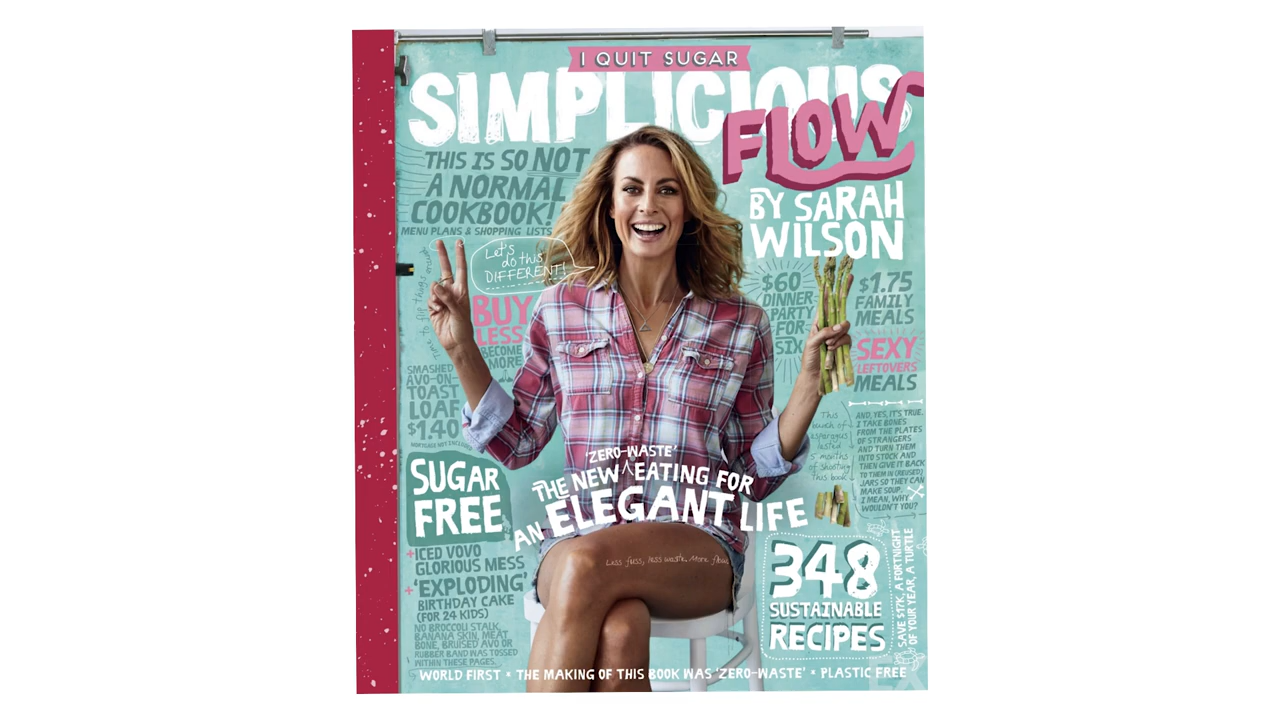 I QUIT SUGAR
SIMPLICIOUS
FLOW
BY SARAH
WILSON
THIS IS SO NOT
A NORMAL
COOKBOOK!
MENU PLANS & SHOPPING LISTS
Let's
do this
DIFFERENT!
time to flip things around
BUY
LESS
BECOME
MORE
SMASHED
AVO-ON-
TOAST
LOAF
$1.40
MORTGAGE NOT INCLUDED
$60
DINNER
PARTY
FOR
SIX
$1.75
FAMILY
MEALS
SEXY
LEFTOVERS
MEALS
This
bunch of
asparagus
lasted
5 months
of shooting
this book
AND, YES, IT'S TRUE.
I TAKE BONES
FROM THE PLATES
OF STRANGERS
AND TURN THEM
INTO STOCK AND
THEN GIVE IT BACK
TO THEM IN (REUSED)
JARS SO THEY CAN
MAKE SOUP.
I MEAN, WHY
WOULDN'T YOU?
SUGAR
FREE
'ZERO-WASTE'
THE NEW EATING FOR
AN ELEGANT LIFE
Less fuss, less waste. More flow
+ICED VOVO
GLORIOUS MESS
+'EXPLODING'
BIRTHDAY CAKE
(FOR 24 KIDS)
NO BROCCOLI STALK,
BANANA SKIN, MEAT
BONE, BRUISED AVO OR
RUBBER BAND WAS TOSSED
WITHIN THESE PAGES.
348
SUSTAINABLE
RECIPES
SAVE $17K, A FORTNIGHT
OF YOUR YEAR, A TURTLE
WORLD FIRST * THE MAKING OF THIS BOOK WAS 'ZERO-WASTE' * PLASTIC FREE